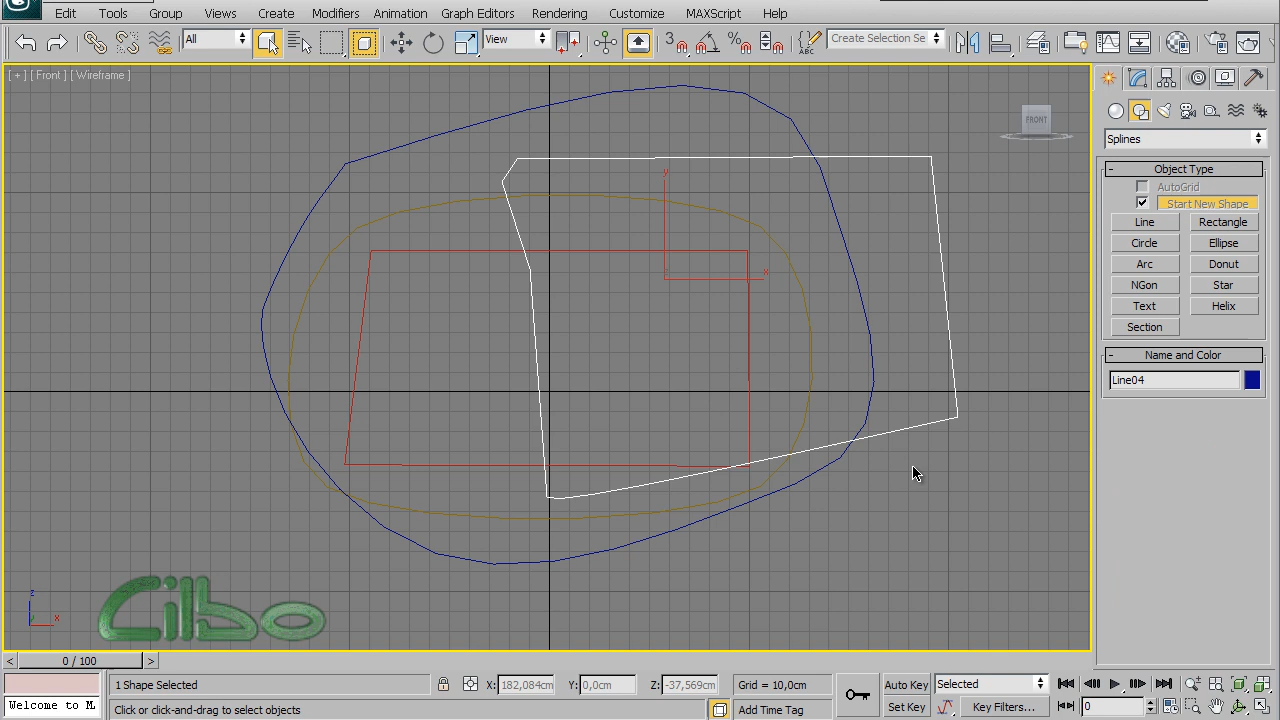 Edit Tools Group Views Create Modifiers Animation Graph Editors Rendering Customize MAXScript Help
All View 3 ABC Create Selection Se
[ + ] [ Front ] [ Wireframe ]
FRONT
Splines
- Object Type
AutoGrid
Start New Shape
Line Rectangle
Circle Ellipse
Arc Donut
NGon Star
Text Helix
Section
- Name and Color
Line04
y
x
z
x
Cilbo
< 0 / 100 >
1 Shape Selected X: 182,084cm Y: 0,0cm Z: -37,569cm Grid = 10,0cm Auto Key Selected
Welcome to M. Click or click-and-drag to select objects Add Time Tag Set Key Key Filters... 0